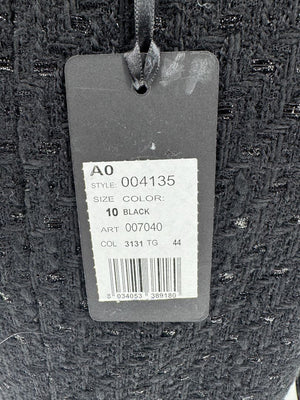 A0
STYLE: 004135
SIZE COLOR:
10 BLACK
ART 007040
COL 3131 TG 44
8 034053 389180